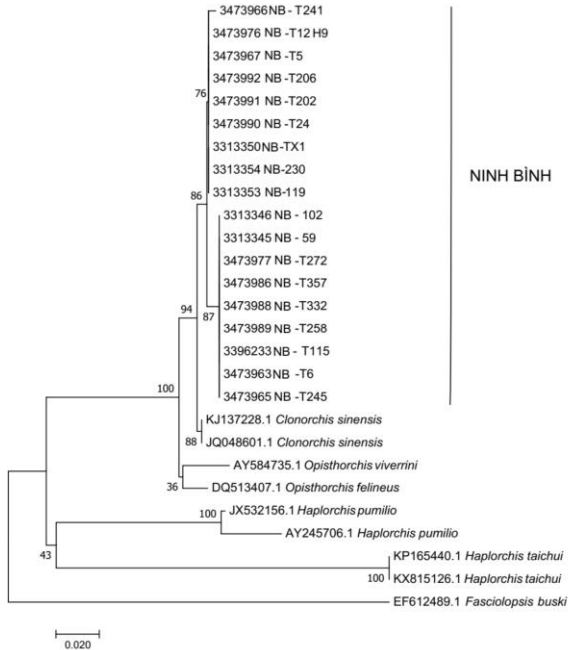 3473966 NB - T241
3473976 NB -T12 H9
3473967 NB -T5
3473992 NB -T206
76
3473991 NB -T202
3473990 NB -T24
3313350 NB-TX1
3313354 NB-230
NINH BÌNH
3313353 NB-119
86
3313346 NB - 102
3313345 NB - 59
3473977 NB -T272
3473986 NB -T357
3473988 NB -T332
94
87
3473989 NB -T258
3396233 NB - T115
3473963 NB -T6
100
3473965 NB -T245
KJ137228.1 Clonorchis sinensis
88
JQ048601.1 Clonorchis sinensis
AY584735.1 Opisthorchis viverrini
36
DQ513407.1 Opisthorchis felineus
JX532156.1 Haplorchis pumilio
100
AY245706.1 Haplorchis pumilio
43
KP165440.1 Haplorchis taichui
100
KX815126.1 Haplorchis taichui
EF612489.1 Fasciolopsis buski
0.020